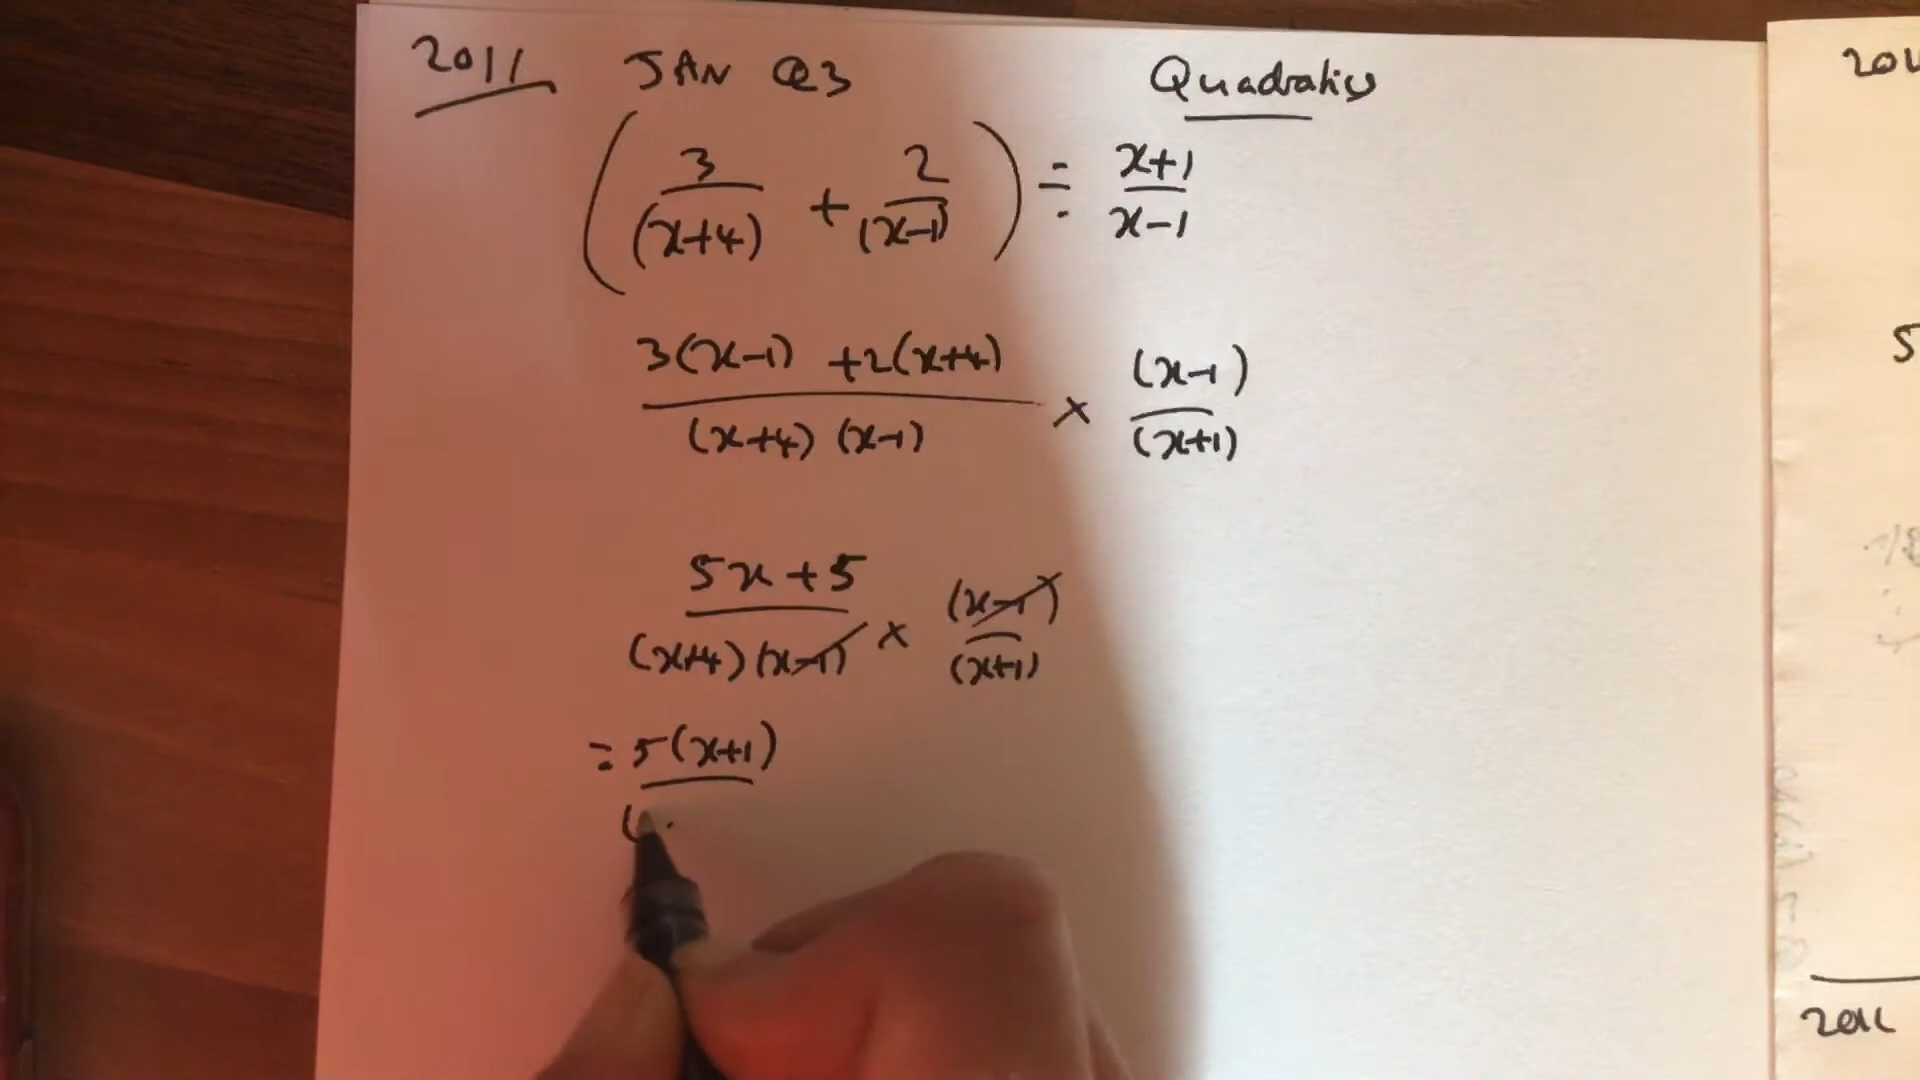 2011 JAN Q3 Quadratics
( 3/(x+4) + 2/(x-1) ) ÷ x+1/x-1
3(x-1) +2(x+4)/(x+4)(x-1) × (x-1)/(x+1)
5x+5/(x+4)(x-1) × (x-1)/(x+1)
= 5(x+1)/(
5